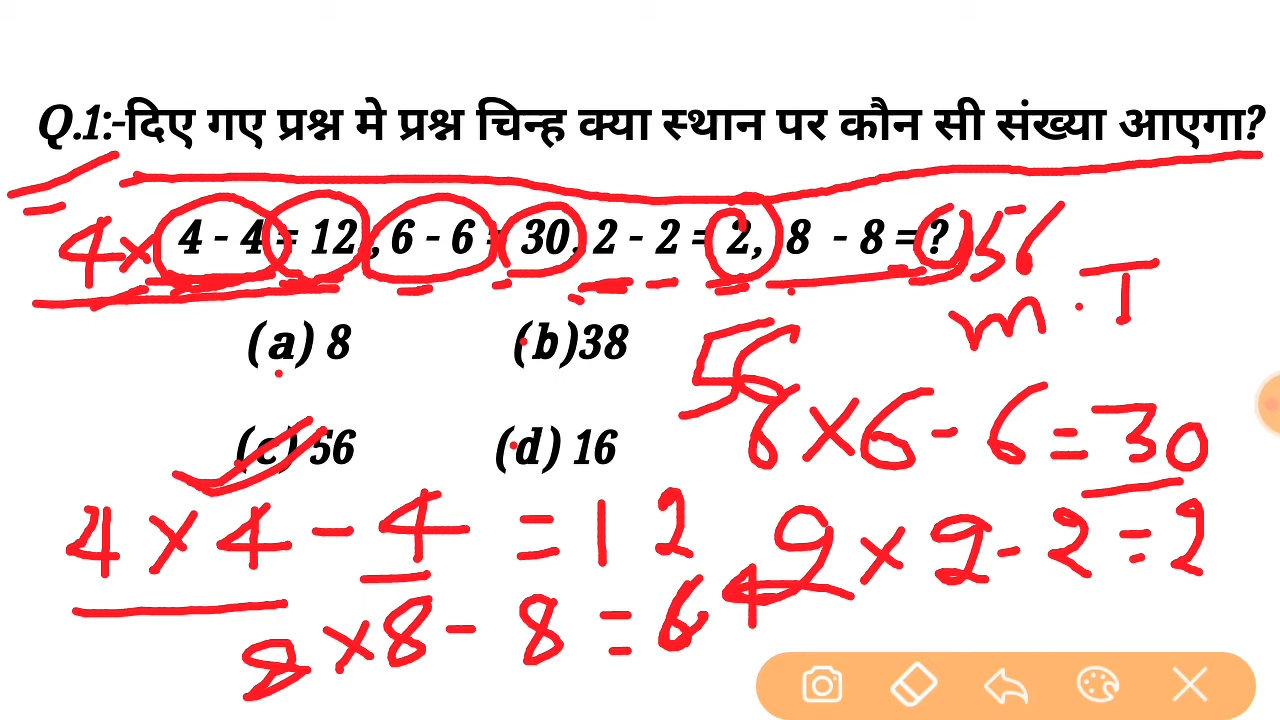 Q.1:-दिए गए प्रश्न मे प्रश्न चिन्ह क्या स्थान पर कौन सी संख्या आएगा?
4× 4 - 4 = 12, 6 - 6 = 30, 2 - 2 = 2, 8 - 8 = ? 56
m.T
(a) 8 (b)38
56
(c) 56 (d) 16
6×6-6=30
4×4-4=12
2×2-2=2
8×8-8=64